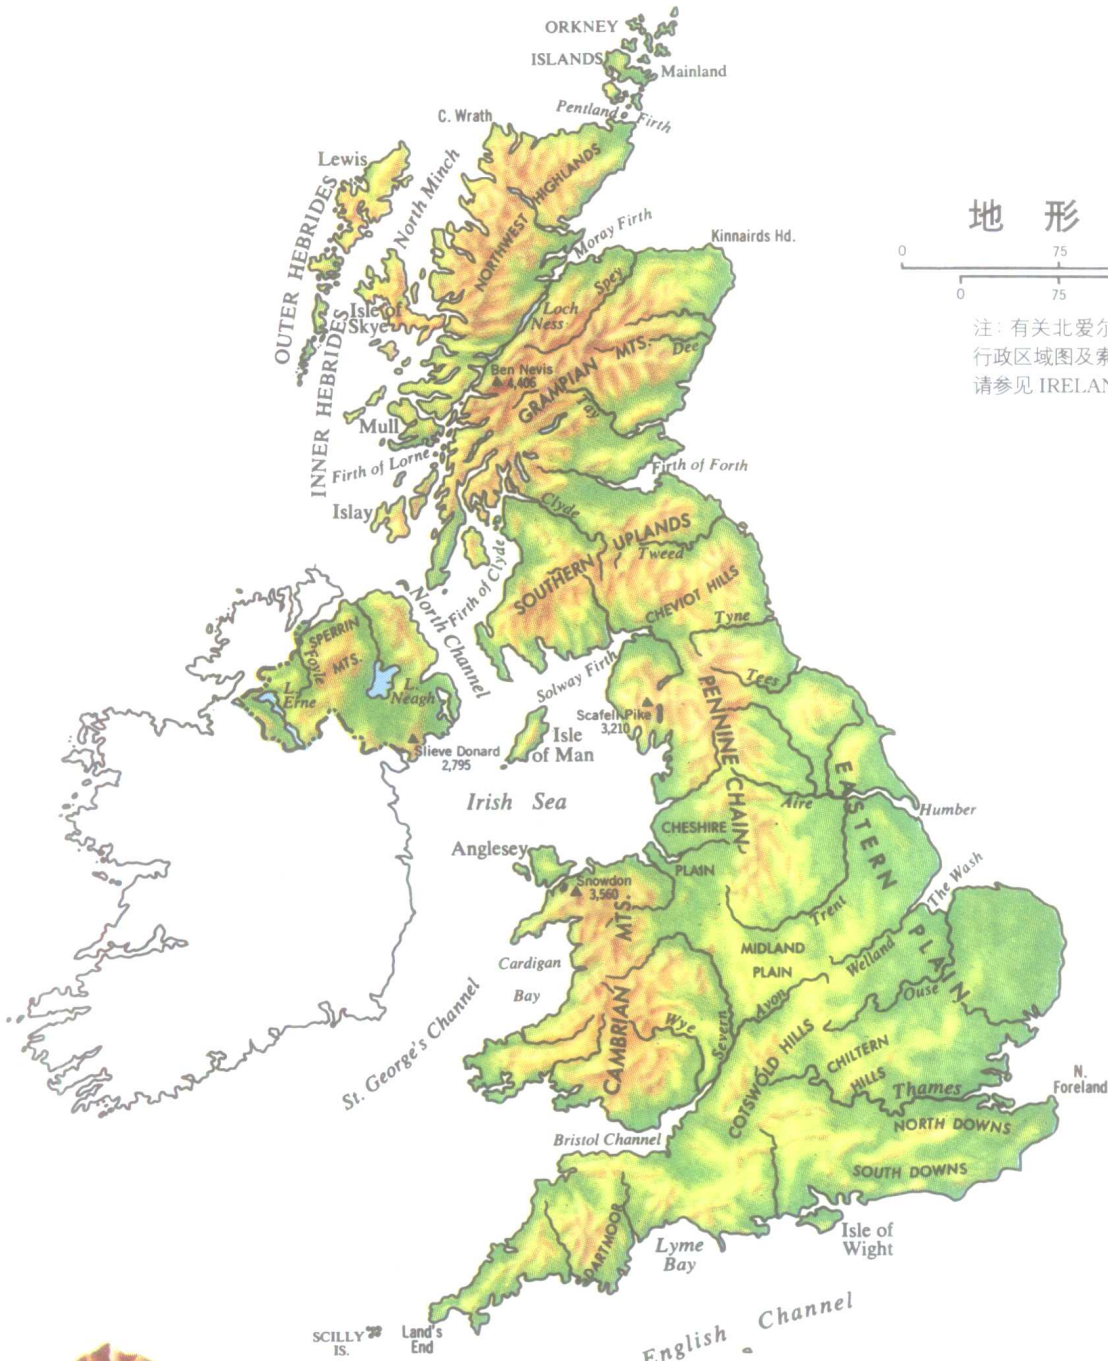 ORKNEY
ISLANDS
Mainland
Pentland Firth
C. Wrath
Lewis
North Minch
OUTER HEBRIDES
NORTHWEST HIGHLANDS
Moray Firth
Kinnairds Hd.
地 形
0 75
0 75
注: 有关北爱尔
行政区域图及索
请参见 IRELAN
Isle of
Skye
INNER HEBRIDES
Loch
Ness
Spey
Dee
Ben Nevis
4,406
GRAMPIAN MTS.
Tay
Mull
Firth of Lorne
Firth of Forth
Islay
Clyde
SOUTHERN UPLANDS
Tweed
Firth of Clyde
CHEVIOT HILLS
North Channel
Tyne
SPERRIN
MTS.
Foyle
L.
Erne
L.
Neagh
Solway Firth
Tees
PENNINE CHAIN
Scafell Pike
3,210
Slieve Donard
2,795
Isle
of Man
Irish Sea
Aire
EASTERN PLAIN
Humber
CHESHIRE
PLAIN
Anglesey
Snowdon
3,560
The Wash
Trent
MIDLAND
PLAIN
Welland
Cardigan
Bay
CAMBRIAN MTS.
Avon
Ouse
Wye
Severn
St. George's Channel
COTSWOLD HILLS
CHILTERN
HILLS
Thames
N.
Foreland
NORTH DOWNS
Bristol Channel
SOUTH DOWNS
DARTMOOR
Lyme
Bay
Isle of
Wight
SCILLY
IS.
Land's
End
English Channel